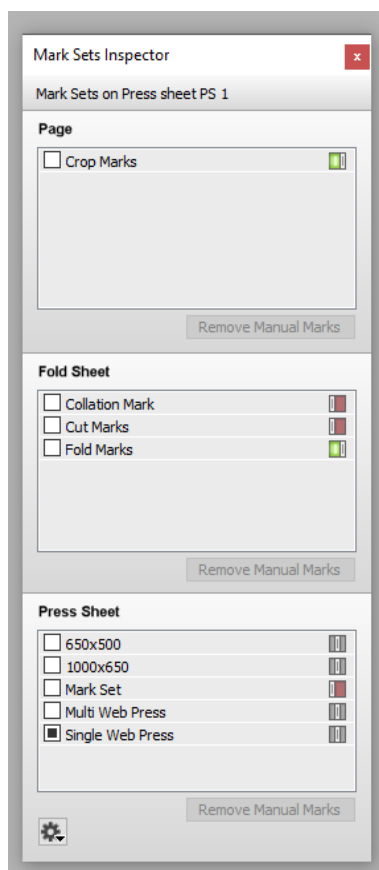 Mark Sets Inspector
x
Mark Sets on Press sheet PS 1
Page
Crop Marks
Remove Manual Marks
Fold Sheet
Collation Mark
Cut Marks
Fold Marks
Remove Manual Marks
Press Sheet
650x500
1000x650
Mark Set
Multi Web Press
Single Web Press
Remove Manual Marks